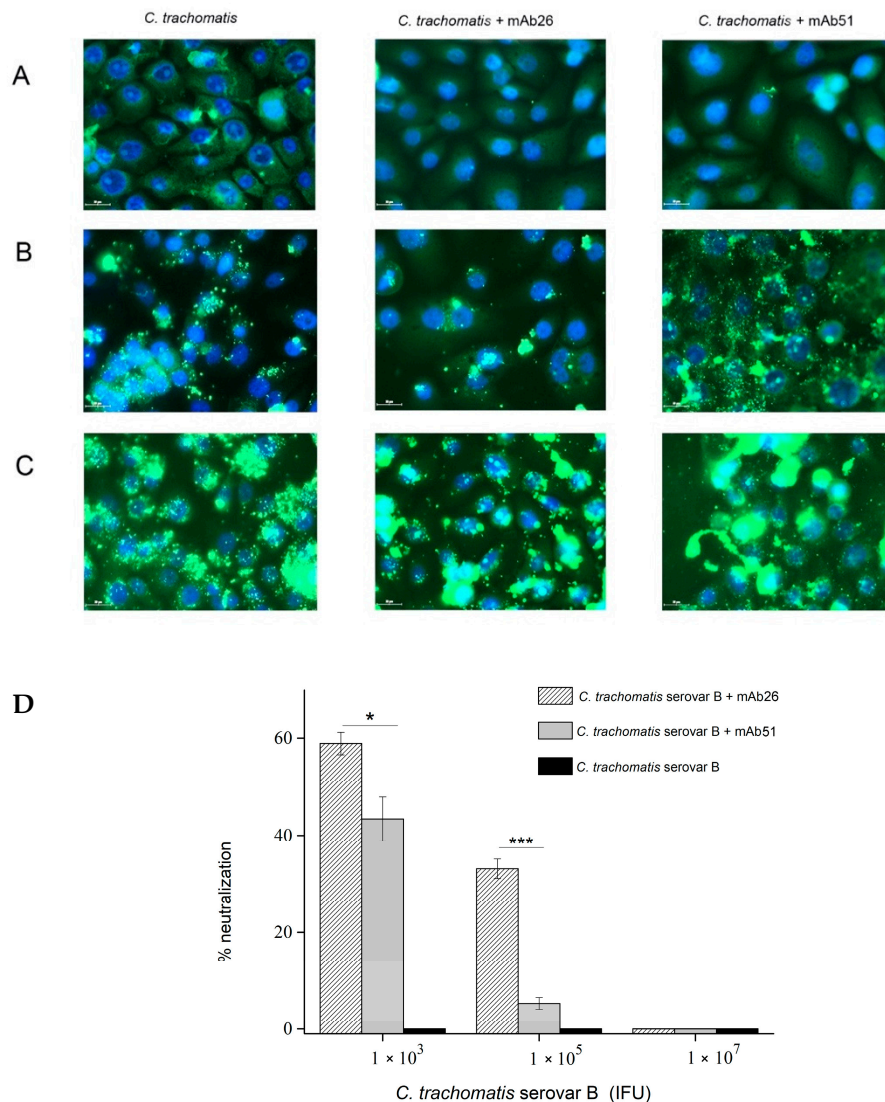 C. trachomatis
C. trachomatis + mAb26
C. trachomatis + mAb51
A
B
C
D
C. trachomatis serovar B + mAb26
C. trachomatis serovar B + mAb51
C. trachomatis serovar B
*
***
60
40
20
0
% neutralization
1 × 10³
1 × 10⁵
1 × 10⁷
C. trachomatis serovar B (IFU)